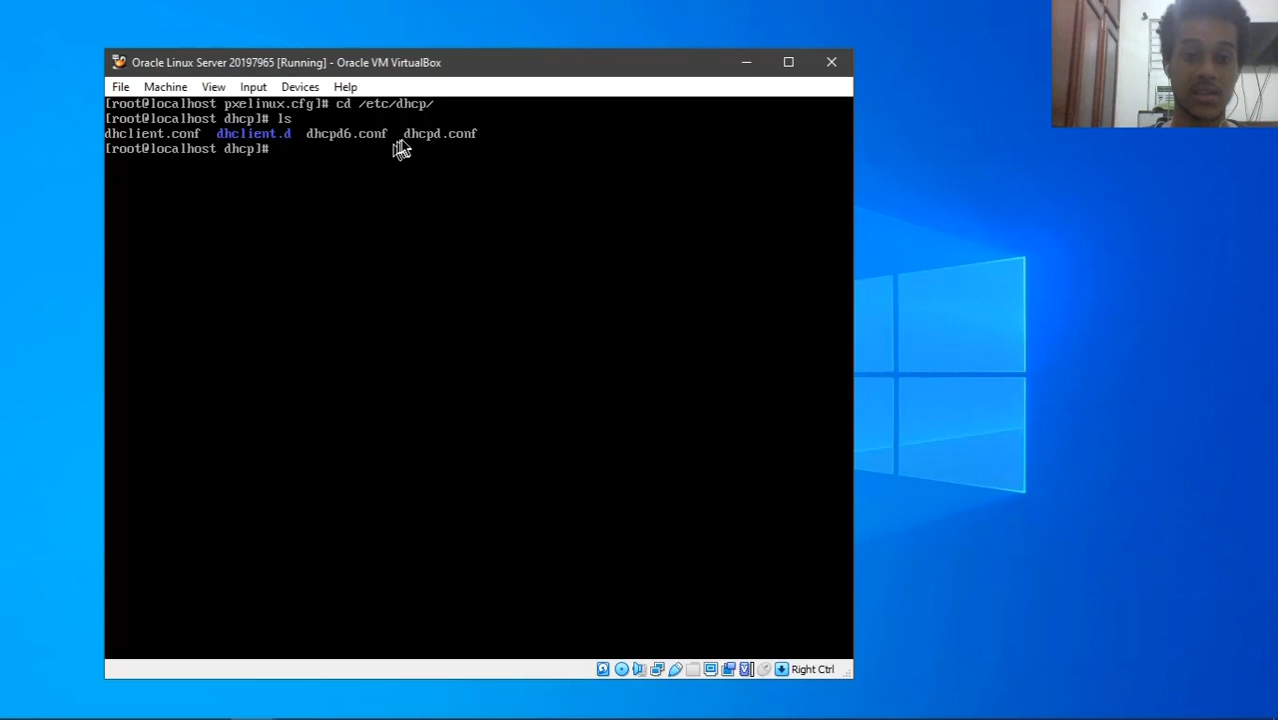 Oracle Linux Server 20197965 [Running] - Oracle VM VirtualBox
File Machine View Input Devices Help
[root@localhost pxelinux.cfg]# cd /etc/dhcp/
[root@localhost dhcp]# ls
dhclient.conf dhclient.d dhcpd6.conf dhcpd.conf
[root@localhost dhcp]#
Right Ctrl